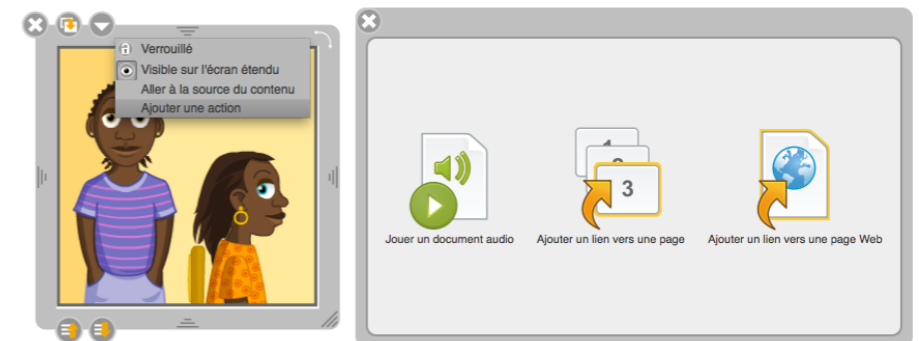 Verrouillé
Visible sur l'écran étendu
Aller à la source du contenu
Ajouter une action
3
Jouer un document audio
Ajouter un lien vers une page
Ajouter un lien vers une page Web